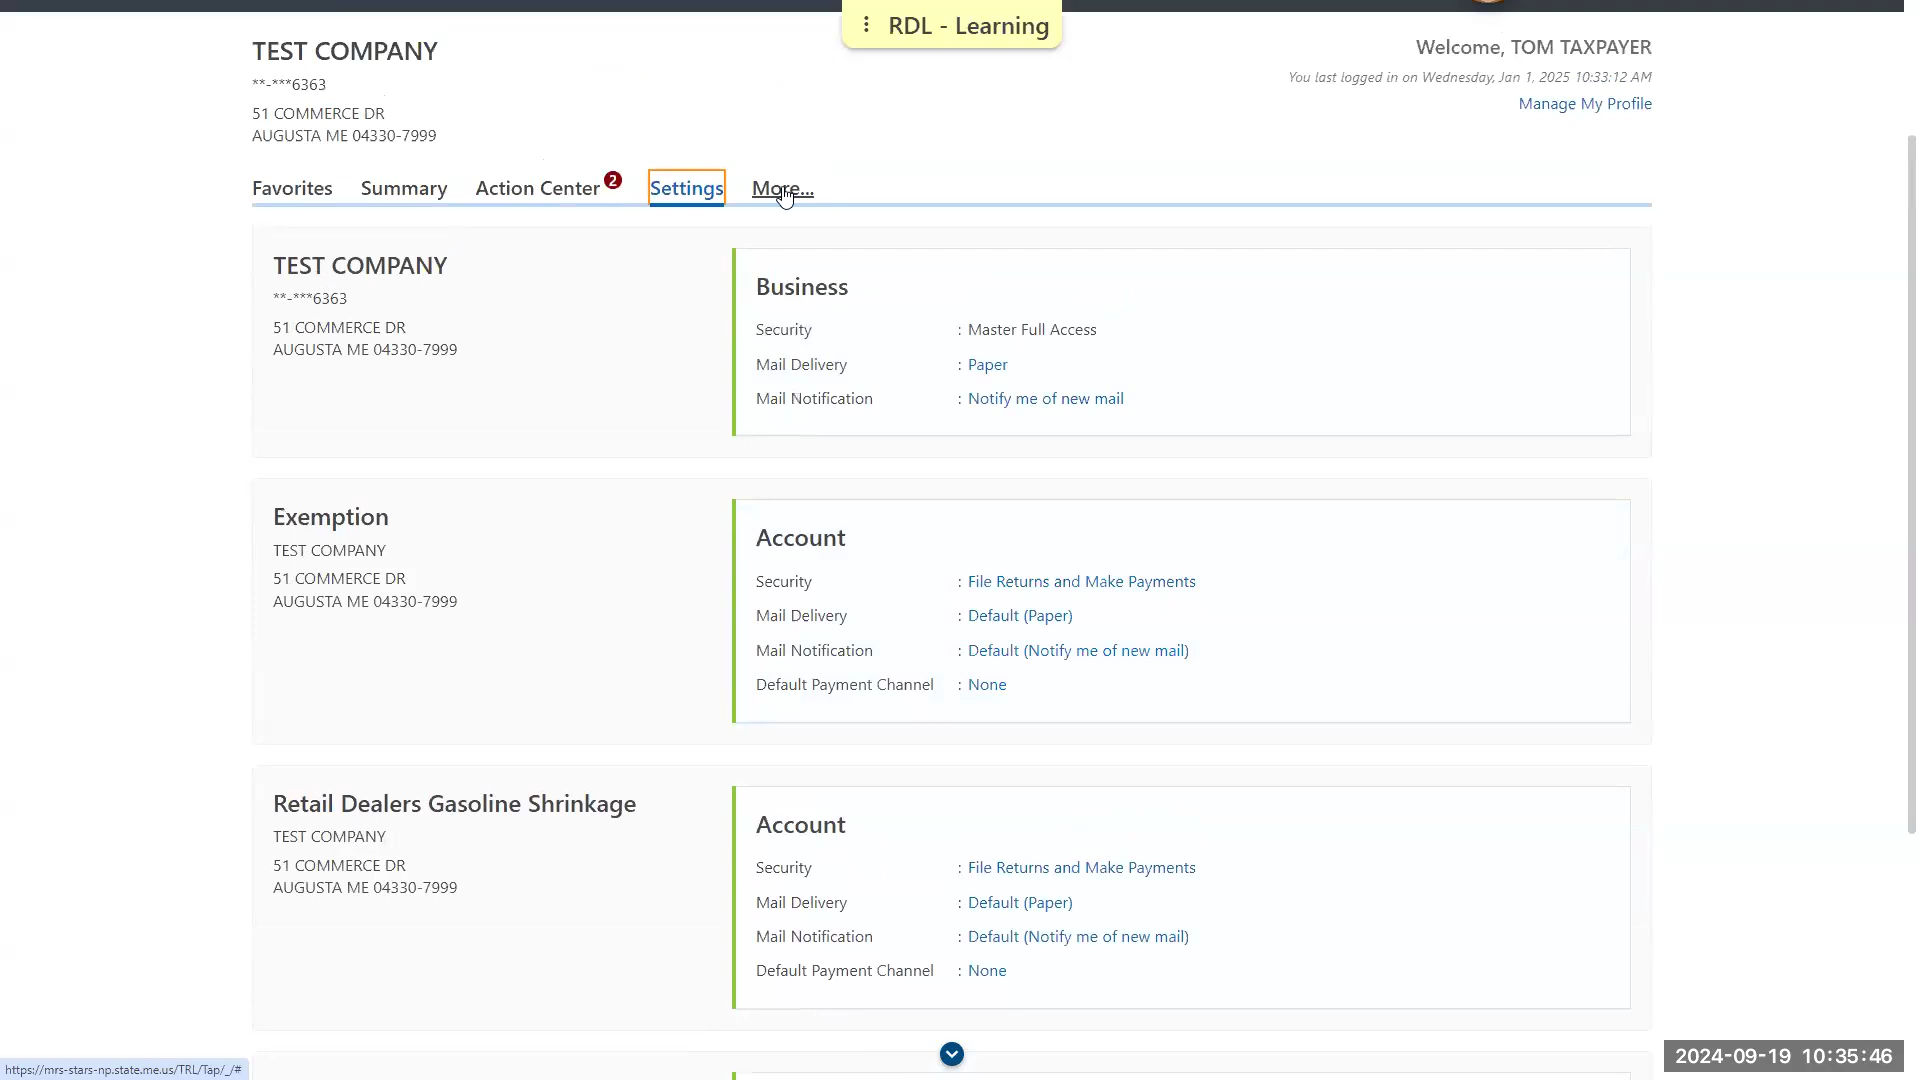 RDL - Learning
TEST COMPANY
**-***6363
51 COMMERCE DR
AUGUSTA ME 04330-7999
Welcome, TOM TAXPAYER
You last logged in on Wednesday, Jan 1, 2025 10:33:12 AM
Manage My Profile
Favorites Summary Action Center 2 Settings More...
TEST COMPANY
**-***6363
51 COMMERCE DR
AUGUSTA ME 04330-7999
Business
Security : Master Full Access
Mail Delivery : Paper
Mail Notification : Notify me of new mail
Exemption
TEST COMPANY
51 COMMERCE DR
AUGUSTA ME 04330-7999
Account
Security : File Returns and Make Payments
Mail Delivery : Default (Paper)
Mail Notification : Default (Notify me of new mail)
Default Payment Channel : None
Retail Dealers Gasoline Shrinkage
TEST COMPANY
51 COMMERCE DR
AUGUSTA ME 04330-7999
Account
Security : File Returns and Make Payments
Mail Delivery : Default (Paper)
Mail Notification : Default (Notify me of new mail)
Default Payment Channel : None
https://mrs-stars-np.state.me.us/TRL/Tap/_/#
2024-09-19 10:35:46